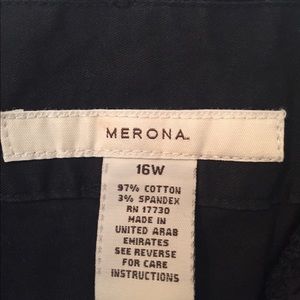 MERONA
16W
97% COTTON
3% SPANDEX
RN 17730
MADE IN
UNITED ARAB
EMIRATES
SEE REVERSE
FOR CARE
INSTRUCTIONS